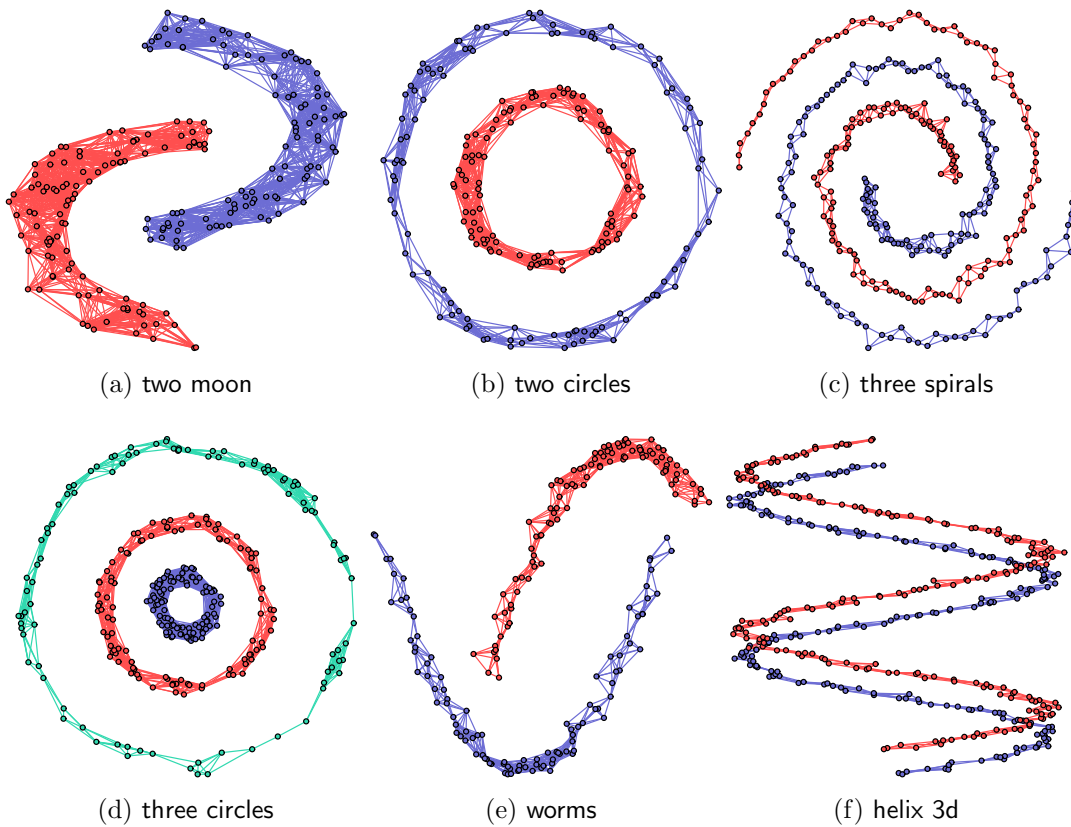 (a) two moon
(b) two circles
(c) three spirals
(d) three circles
(e) worms
(f) helix 3d